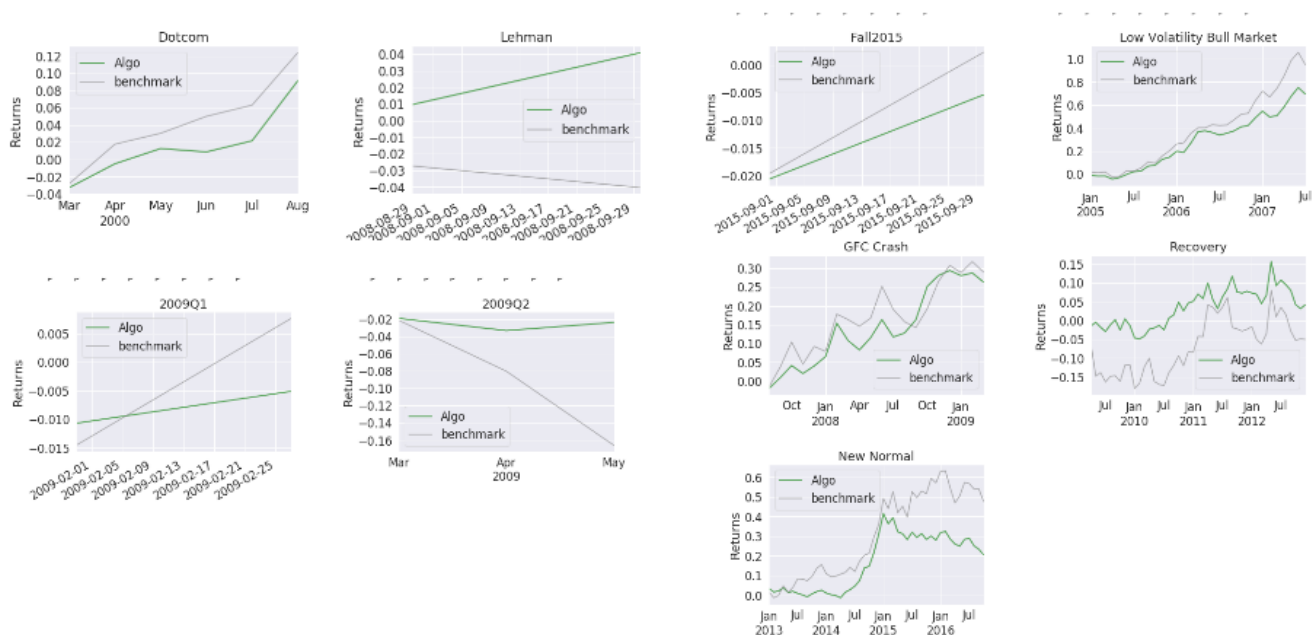 Dotcom
Returns
0.12
0.10
0.08
0.06
0.04
0.02
0.00
−0.02
−0.04
Algo
benchmark
Mar
Apr
May
Jun
Jul
Aug
2000
Lehman
Returns
0.04
0.03
0.02
0.01
0.00
−0.01
−0.02
−0.03
−0.04
Algo
benchmark
2008-08-29
2008-09-01
2008-09-05
2008-09-09
2008-09-13
2008-09-17
2008-09-21
2008-09-25
2008-09-29
Fall2015
Returns
0.000
−0.005
−0.010
−0.015
−0.020
Algo
benchmark
2015-09-01
2015-09-05
2015-09-09
2015-09-13
2015-09-17
2015-09-21
2015-09-25
2015-09-29
Low Volatility Bull Market
Returns
1.0
0.8
0.6
0.4
0.2
0.0
Algo
benchmark
Jan
Jul
Jan
Jul
Jan
Jul
2005
2006
2007
2009Q1
Returns
0.005
0.000
−0.005
−0.010
−0.015
Algo
benchmark
2009-02-01
2009-02-05
2009-02-09
2009-02-13
2009-02-17
2009-02-21
2009-02-25
2009Q2
Returns
−0.02
−0.04
−0.06
−0.08
−0.10
−0.12
−0.14
−0.16
Algo
benchmark
Mar
Apr
May
2009
GFC Crash
Returns
0.30
0.25
0.20
0.15
0.10
0.05
0.00
Algo
benchmark
Oct
Jan
Apr
Jul
Oct
Jan
2008
2009
Recovery
Returns
0.15
0.10
0.05
0.00
−0.05
−0.10
−0.15
Algo
benchmark
Jul
Jan
Jul
Jan
Jul
Jan
Jul
2010
2011
2012
New Normal
Returns
0.6
0.5
0.4
0.3
0.2
0.1
0.0
Algo
benchmark
Jan
Jul
Jan
Jul
Jan
Jul
Jan
Jul
2013
2014
2015
2016